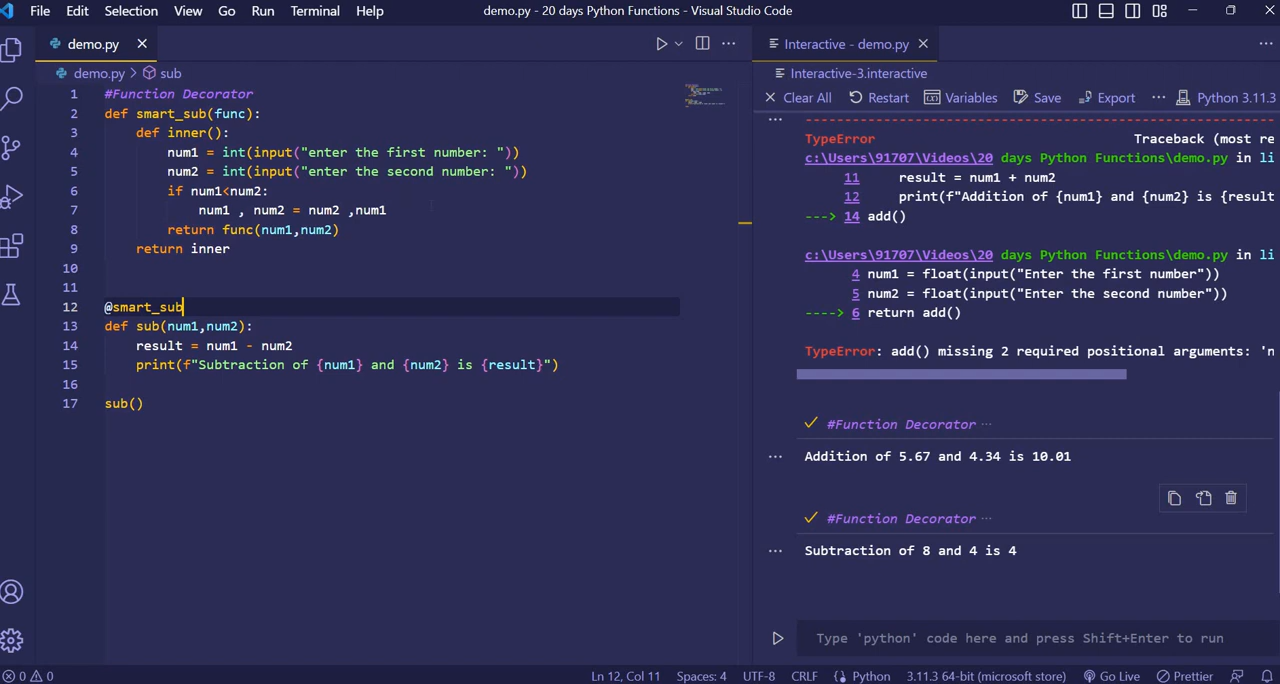 File Edit Selection View Go Run Terminal Help
demo.py - 20 days Python Functions - Visual Studio Code
demo.py
demo.py > sub
1 #Function Decorator
2 def smart_sub(func):
3 def inner():
4 num1 = int(input("enter the first number: "))
5 num2 = int(input("enter the second number: "))
6 if num1<num2:
7 num1 , num2 = num2 ,num1
8 return func(num1,num2)
9 return inner
10
11
12 @smart_sub
13 def sub(num1,num2):
14 result = num1 - num2
15 print(f"Subtraction of {num1} and {num2} is {result}")
16
17 sub()
Interactive - demo.py
Interactive-3.interactive
Clear All Restart Variables Save Export ... Python 3.11.3
TypeError Traceback (most re
c:\Users\91707\Videos\20 days Python Functions\demo.py in li
11 result = num1 + num2
12 print(f"Addition of {num1} and {num2} is {result
---> 14 add()
c:\Users\91707\Videos\20 days Python Functions\demo.py in li
4 num1 = float(input("Enter the first number"))
5 num2 = float(input("Enter the second number"))
----> 6 return add()
TypeError: add() missing 2 required positional arguments: 'n
#Function Decorator ...
Addition of 5.67 and 4.34 is 10.01
#Function Decorator ...
Subtraction of 8 and 4 is 4
Type 'python' code here and press Shift+Enter to run
0 0 Ln 12, Col 11 Spaces: 4 UTF-8 CRLF Python 3.11.3 64-bit (microsoft store) Go Live Prettier